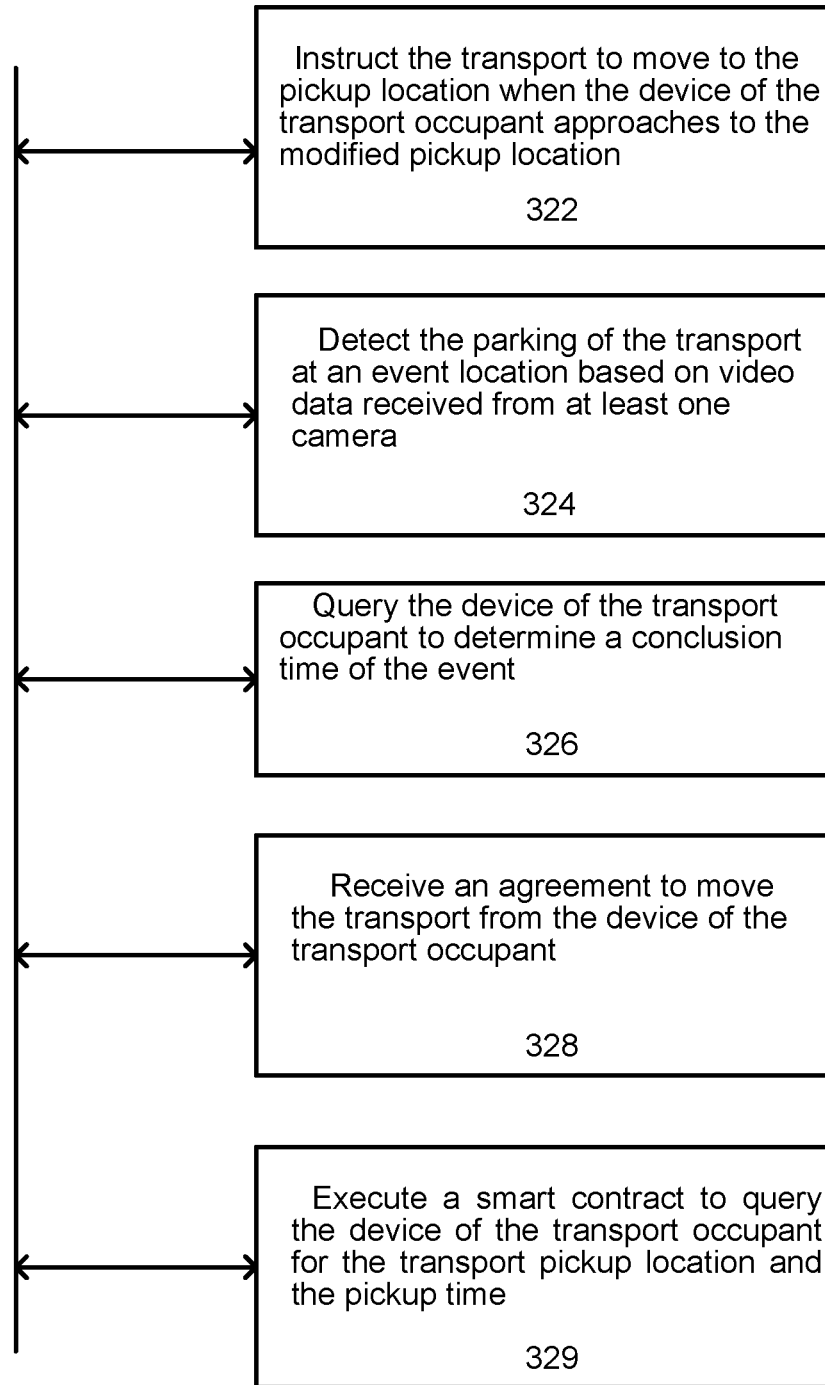 Instruct the transport to move to the
pickup location when the device of the
transport occupant approaches to the
modified pickup location
322
Detect the parking of the transport
at an event location based on video
data received from at least one
camera
324
Query the device of the transport
occupant to determine a conclusion
time of the event
326
Receive an agreement to move
the transport from the device of the
transport occupant
328
Execute a smart contract to query
the device of the transport occupant
for the transport pickup location and
the pickup time
329